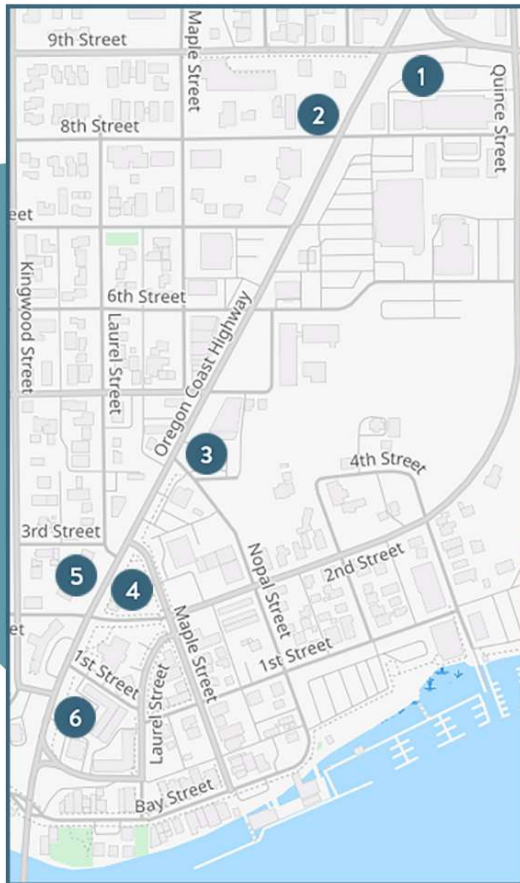 9th Street
Maple Street
1
Quince Street
2
8th Street
eet
Kingwood Street
6th Street
Laurel Street
Oregon Coast Highway
3
4th Street
3rd Street
Nopal Street
2nd Street
5
4
et
Maple Street
1st Street
1st Street
Laurel Street
6
Bay Street